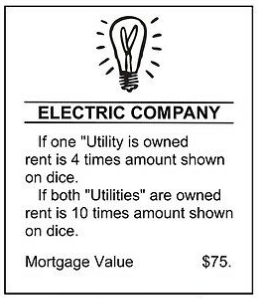 ELECTRIC COMPANY
If one "Utility is owned
rent is 4 times amount shown
on dice.
If both "Utilities" are owned
rent is 10 times amount shown
on dice.
Mortgage Value $75.